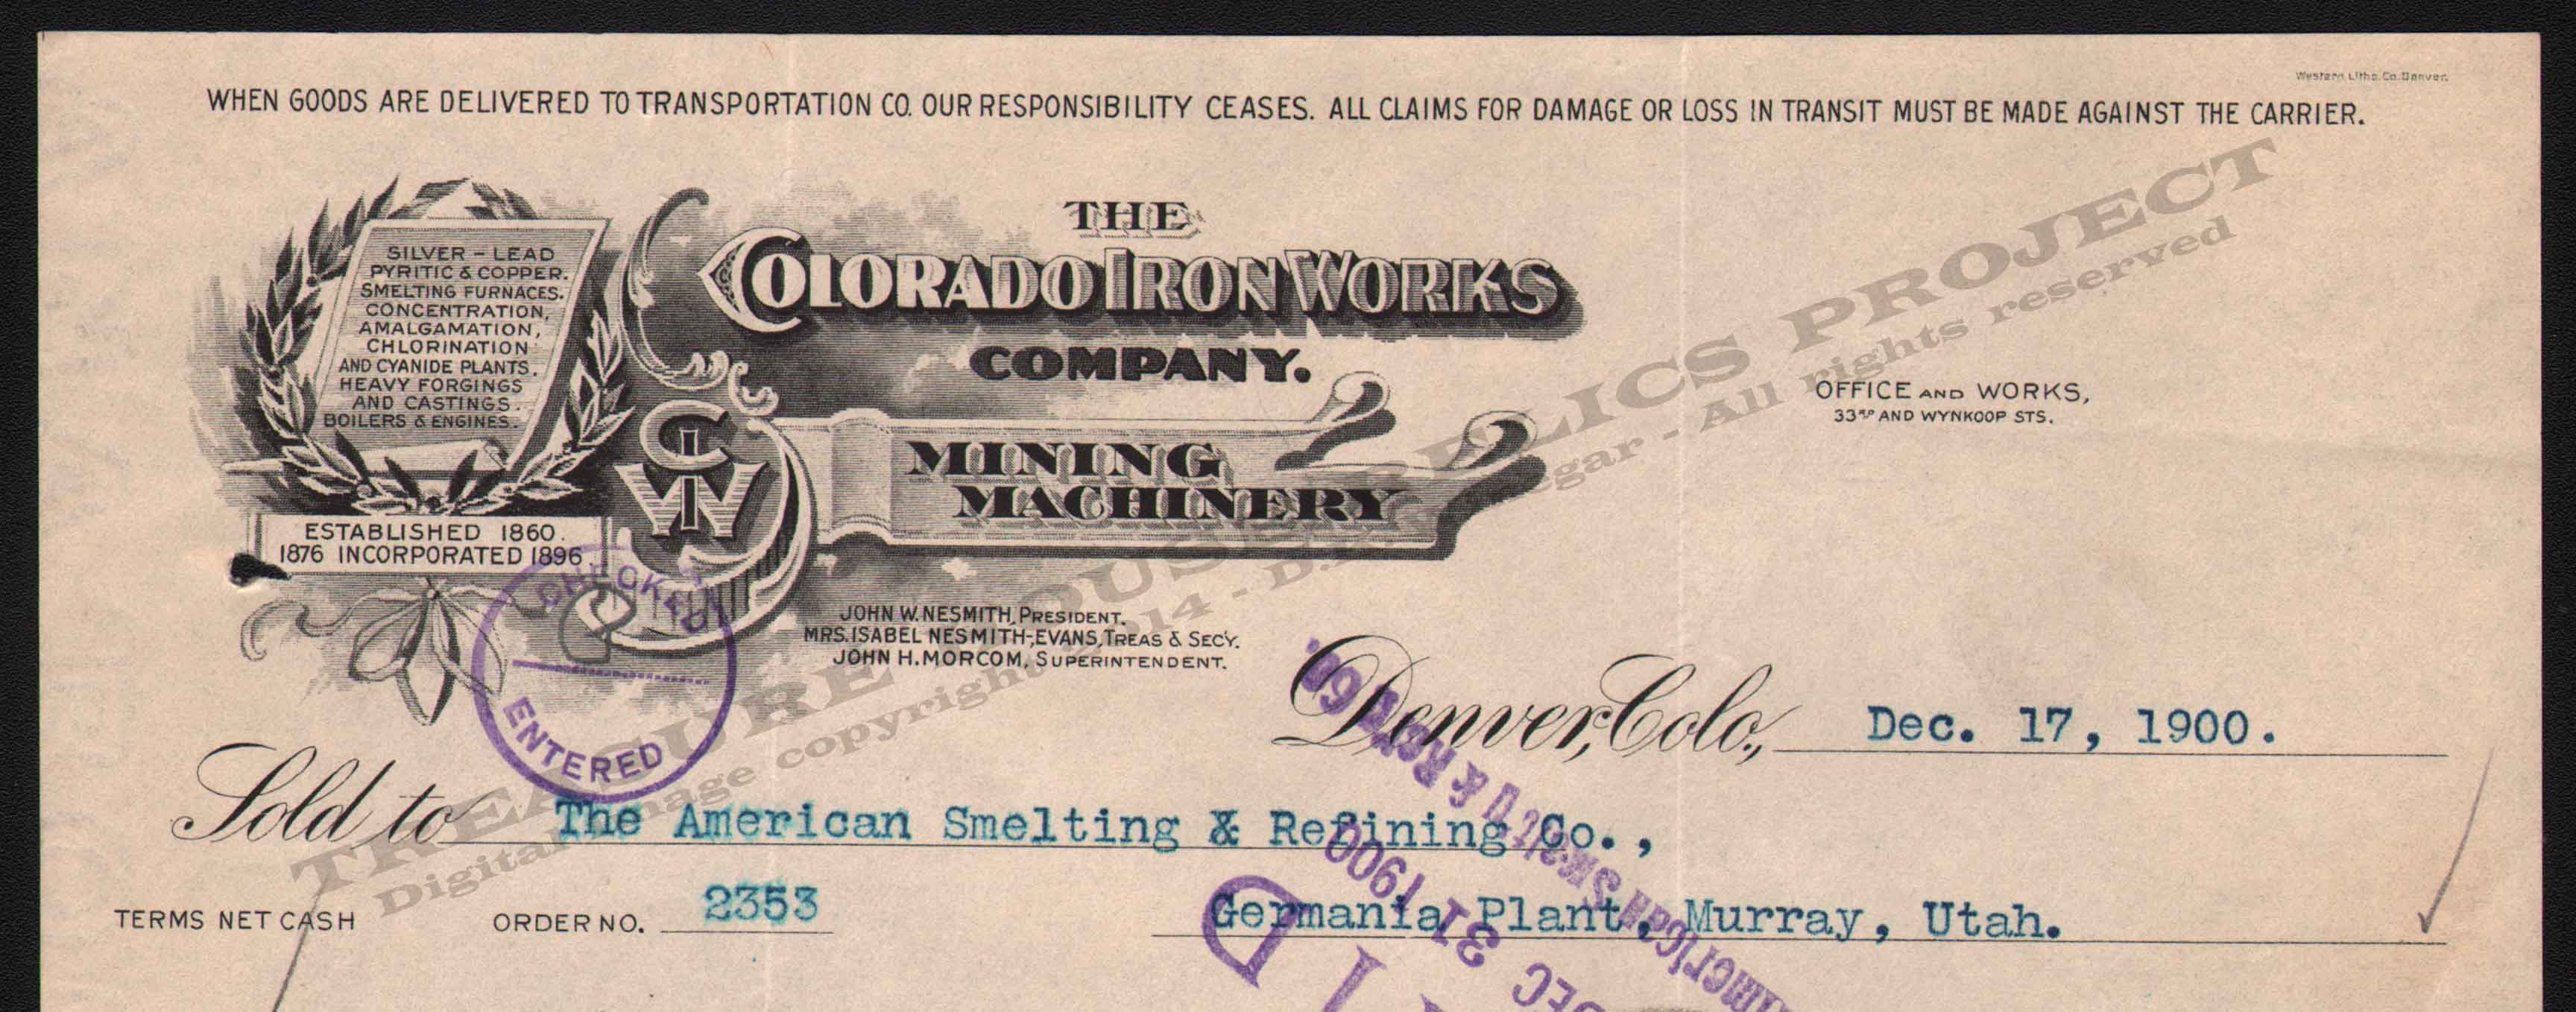 Western Litho. Co. Denver.
WHEN GOODS ARE DELIVERED TO TRANSPORTATION CO. OUR RESPONSIBILITY CEASES. ALL CLAIMS FOR DAMAGE OR LOSS IN TRANSIT MUST BE MADE AGAINST THE CARRIER.
SILVER – LEAD
PYRITIC & COPPER.
SMELTING FURNACES.
CONCENTRATION,
AMALGAMATION,
CHLORINATION
AND CYANIDE PLANTS.
HEAVY FORGINGS
AND CASTINGS.
BOILERS & ENGINES.
ESTABLISHED 1860.
1876 INCORPORATED 1896
CIW
THE
COLORADO IRON WORKS
COMPANY.
MINING
MACHINERY
OFFICE AND WORKS,
33RD AND WYNKOOP STS.
JOHN W. NESMITH, PRESIDENT.
MRS. ISABEL NESMITH-EVANS, TREAS & SEC'Y.
JOHN H. MORCOM, SUPERINTENDENT.
CHECKED
ENTERED
Denver, Colo., Dec. 17, 1900.
Sold to The American Smelting & Refining Co.,
TERMS NET CASH ORDER NO. 2353 Germania Plant, Murray, Utah.
American Smelt'g & Ref'g Co.
DEC 31 1900
TREASURE HOUSE RELICS PROJECT
Digital image copyright 2014 - All rights reserved